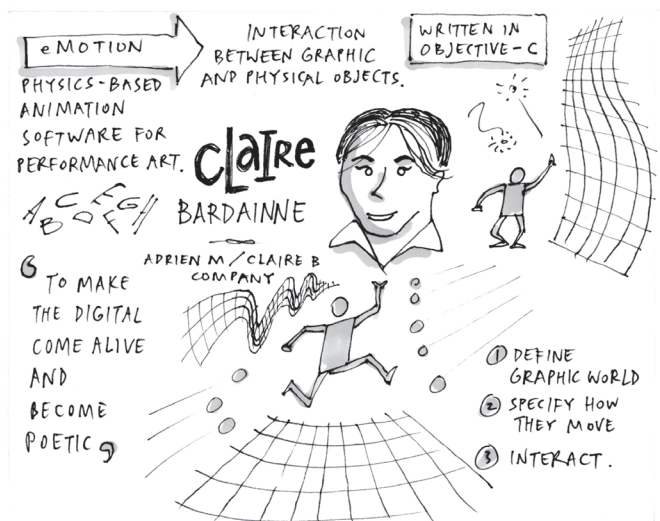 eMOTION
PHYSICS-BASED
ANIMATION
SOFTWARE FOR
PERFORMANCE ART.
INTERACTION
BETWEEN GRAPHIC
AND PHYSICAL OBJECTS.
WRITTEN IN
OBJECTIVE-C
CLaIRe
BARDAINNE
ADRIEN M / CLAIRE B
COMPANY
A B C D E F G H
‘ TO MAKE
THE DIGITAL
COME ALIVE
AND
BECOME
POETIC ’
1 DEFINE
GRAPHIC WORLD
2 SPECIFY HOW
THEY MOVE
3 INTERACT.